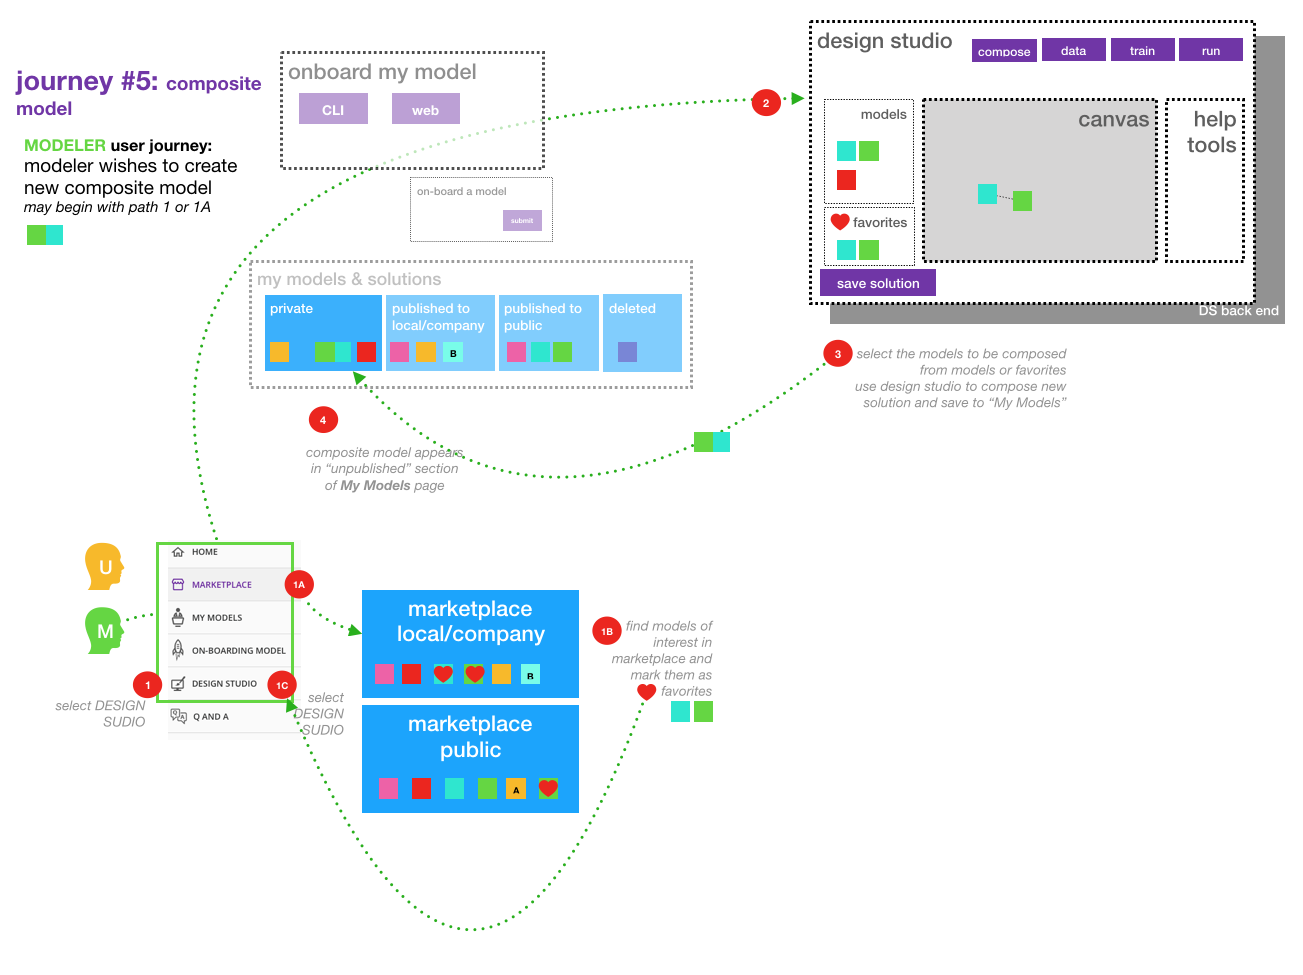 journey #5: composite
model
MODELER user journey:
modeler wishes to create
new composite model
may begin with path 1 or 1A
onboard my model
CLI
web
on-board a model
submit
my models & solutions
private
published to
local/company
B
published to
public
deleted
2
design studio
compose
data
train
run
models
favorites
canvas
help
tools
save solution
DS back end
3
select the models to be composed
from models or favorites
use design studio to compose new
solution and save to “My Models”
4
composite model appears
in “unpublished” section
of My Models page
U
M
HOME
MARKETPLACE
MY MODELS
ON-BOARDING MODEL
DESIGN STUDIO
Q AND A
1
select DESIGN
SUDIO
1A
1C
select
DESIGN
SUDIO
marketplace
local/company
B
marketplace
public
A
1B
find models of
interest in
marketplace and
mark them as
favorites